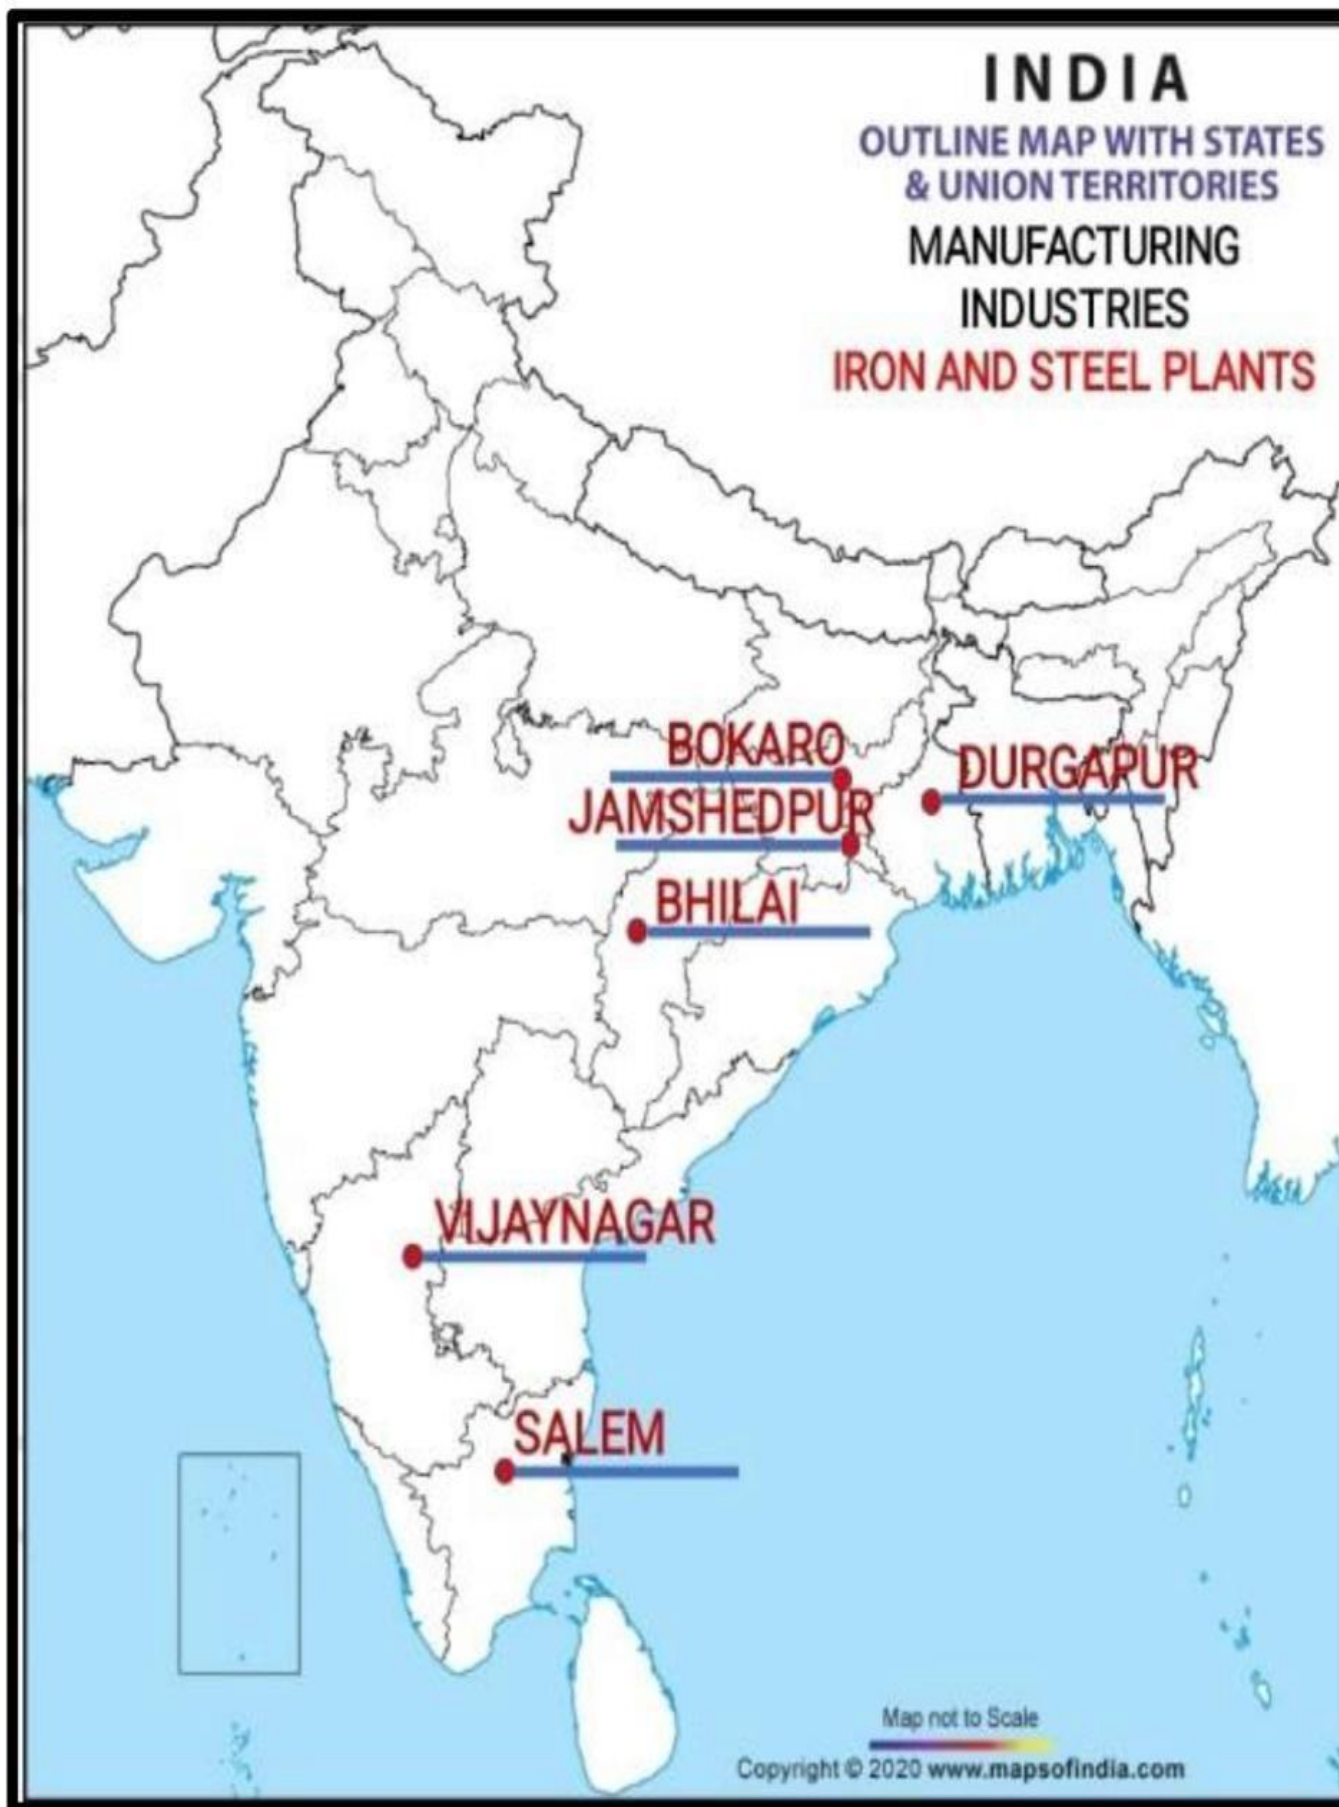 INDIA
OUTLINE MAP WITH STATES
& UNION TERRITORIES
MANUFACTURING
INDUSTRIES
IRON AND STEEL PLANTS
BOKARO
DURGAPUR
JAMSHEDPUR
BHILAI
VIJAYNAGAR
SALEM
Map not to Scale
Copyright © 2020 www.mapsofindia.com